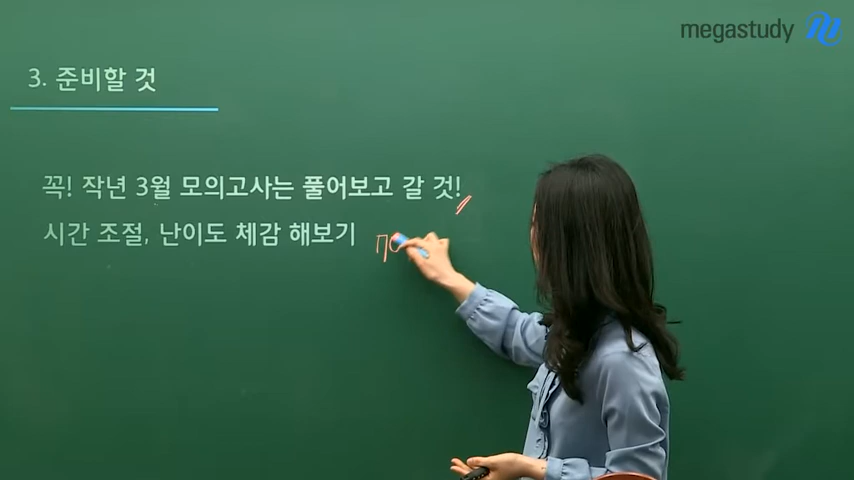 megastudy
3. 준비할 것
꼭! 작년 3월 모의고사는 풀어보고 갈 것!
시간 조절, 난이도 체감 해보기
70